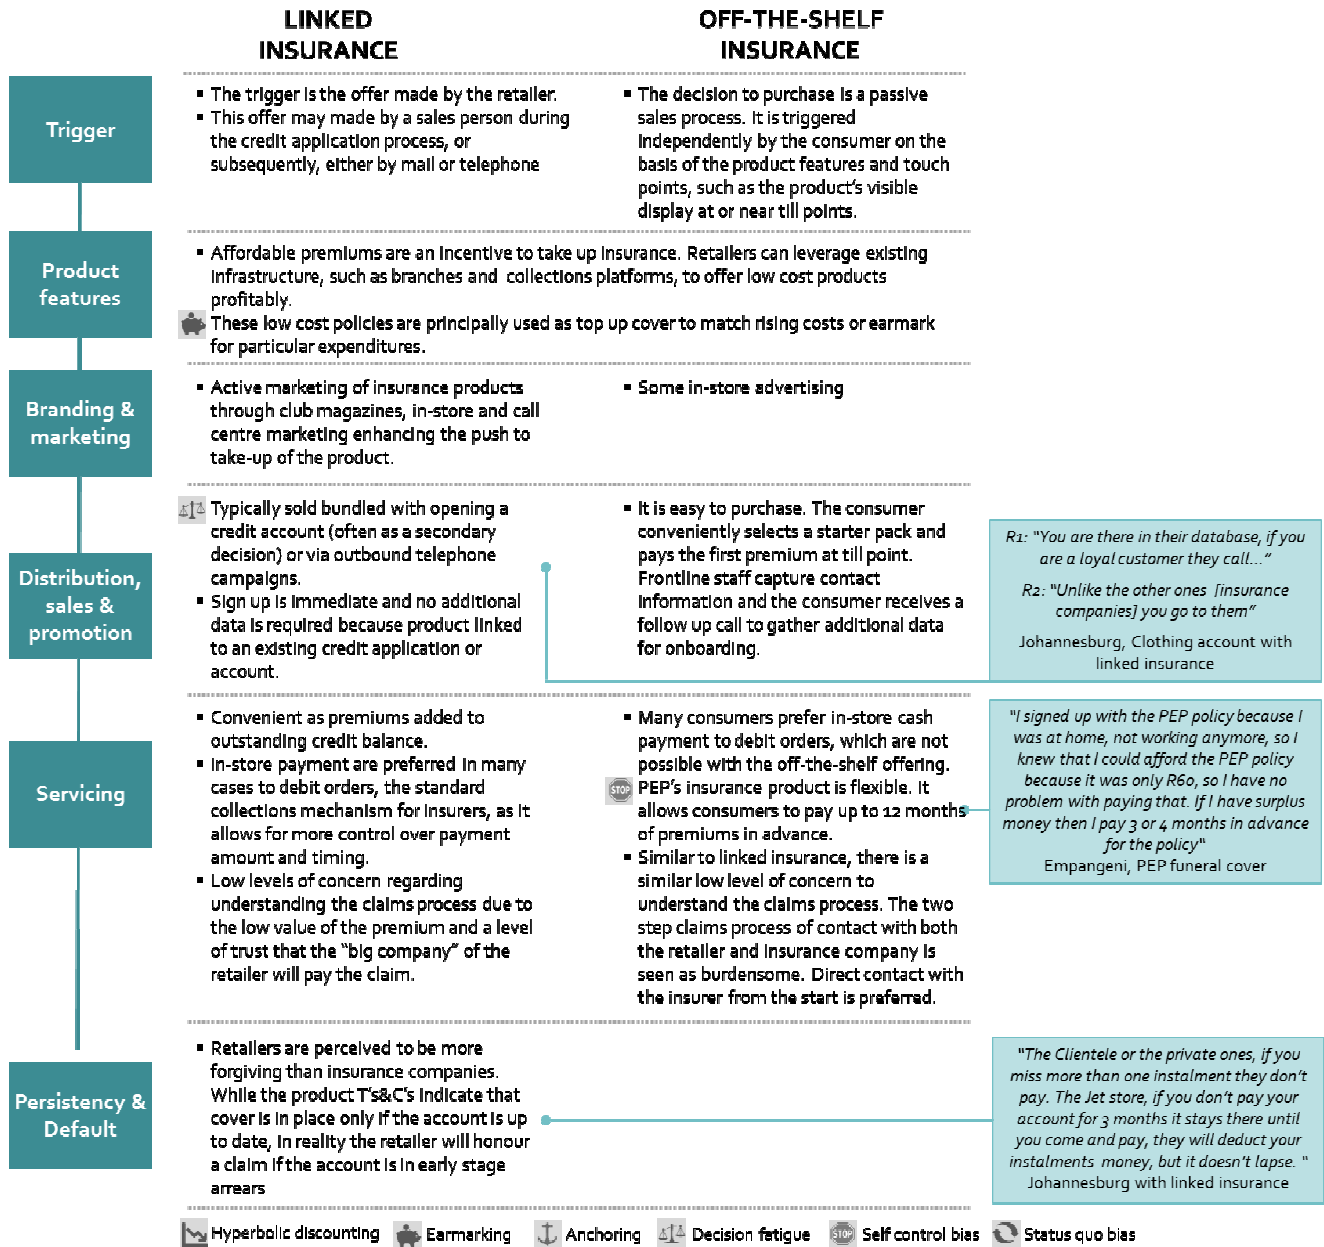 LINKED
INSURANCE
OFF-THE-SHELF
INSURANCE
Trigger
▪ The trigger is the offer made by the retailer.
▪ This offer may made by a sales person during
the credit application process, or
subsequently, either by mail or telephone
▪ The decision to purchase is a passive
sales process. It is triggered
independently by the consumer on the
basis of the product features and touch
points, such as the product's visible
display at or near till points.
Product
features
▪ Affordable premiums are an incentive to take up insurance. Retailers can leverage existing
infrastructure, such as branches and collections platforms, to offer low cost products
profitably.
These low cost policies are principally used as top up cover to match rising costs or earmark
for particular expenditures.
Branding &
marketing
▪ Active marketing of insurance products
through club magazines, in-store and call
centre marketing enhancing the push to
take-up of the product.
▪ Some in-store advertising
Distribution,
sales &
promotion
Typically sold bundled with opening a
credit account (often as a secondary
decision) or via outbound telephone
campaigns.
▪ Sign up is immediate and no additional
data is required because product linked
to an existing credit application or
account.
▪ It is easy to purchase. The consumer
conveniently selects a starter pack and
pays the first premium at till point.
Frontline staff capture contact
information and the consumer receives a
follow up call to gather additional data
for onboarding.
R1: "You are there in their database, if you
are a loyal customer they call..."
R2: "Unlike the other ones [insurance
companies] you go to them"
Johannesburg, Clothing account with
linked insurance
Servicing
▪ Convenient as premiums added to
outstanding credit balance.
▪ In-store payment are preferred in many
cases to debit orders, the standard
collections mechanism for insurers, as it
allows for more control over payment
amount and timing.
▪ Low levels of concern regarding
understanding the claims process due to
the low value of the premium and a level
of trust that the "big company" of the
retailer will pay the claim.
▪ Many consumers prefer in-store cash
payment to debit orders, which are not
possible with the off-the-shelf offering.
STOP
PEP's insurance product is flexible. It
allows consumers to pay up to 12 months
of premiums in advance.
▪ Similar to linked insurance, there is a
similar low level of concern to
understand the claims process. The two
step claims process of contact with both
the retailer and insurance company is
seen as burdensome. Direct contact with
the insurer from the start is preferred.
"I signed up with the PEP policy because I
was at home, not working anymore, so I
knew that I could afford the PEP policy
because it was only R60, so I have no
problem with paying that. If I have surplus
money then I pay 3 or 4 months in advance
for the policy"
Empangeni, PEP funeral cover
Persistency &
Default
▪ Retailers are perceived to be more
forgiving than insurance companies.
While the product T's&C's indicate that
cover is in place only if the account is up
to date, in reality the retailer will honour
a claim if the account is in early stage
arrears
"The Clientele or the private ones, if you
miss more than one instalment they don't
pay. The Jet store, if you don't pay your
account for 3 months it stays there until
you come and pay, they will deduct your
instalments money, but it doesn't lapse. "
Johannesburg with linked insurance
Hyperbolic discounting
Earmarking
Anchoring
Decision fatigue
STOP
Self control bias
Status quo bias